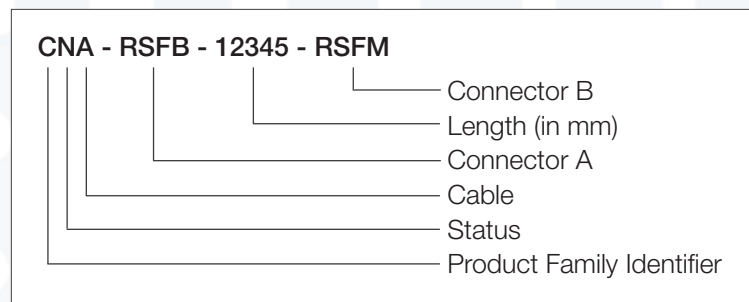 CNA - RSFB - 12345 - RSFM
Connector B
Length (in mm)
Connector A
Cable
Status
Product Family Identifier